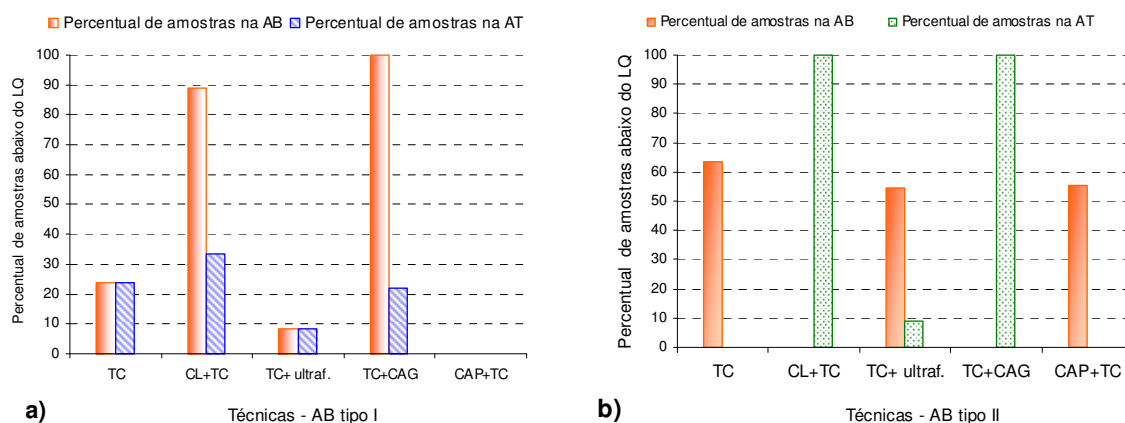 Percentual de amostras na AB Percentual de amostras na AT
Percentual de amostras abaixo do LQ
100
90
80
70
60
50
40
30
20
10
0
TC CL+TC TC+ ultraf. TC+CAG CAP+TC
a) Técnicas - AB tipo I
Percentual de amostras na AB Percentual de amostras na AT
Percentual de amostras abaixo do LQ
100
90
80
70
60
50
40
30
20
10
0
TC CL+TC TC+ ultraf. TC+CAG CAP+TC
b) Técnicas - AB tipo II